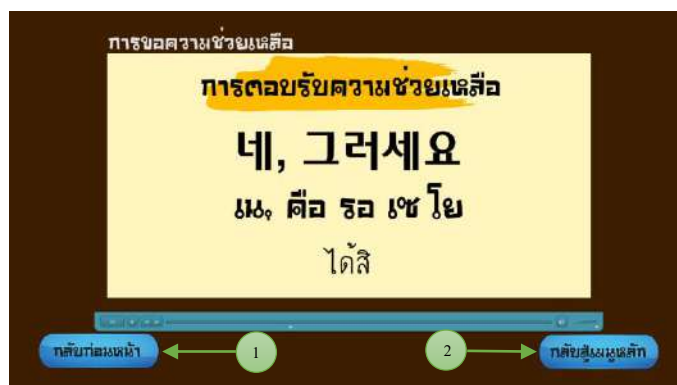 การขอความช่วยเหลือ
การตอบรับความช่วยเหลือ
네, 그러세요
เน, คือ รอ เซ โย
ได้สิ
กลับก่อนหน้า
1
2
กลับสู่เมนูหลัก